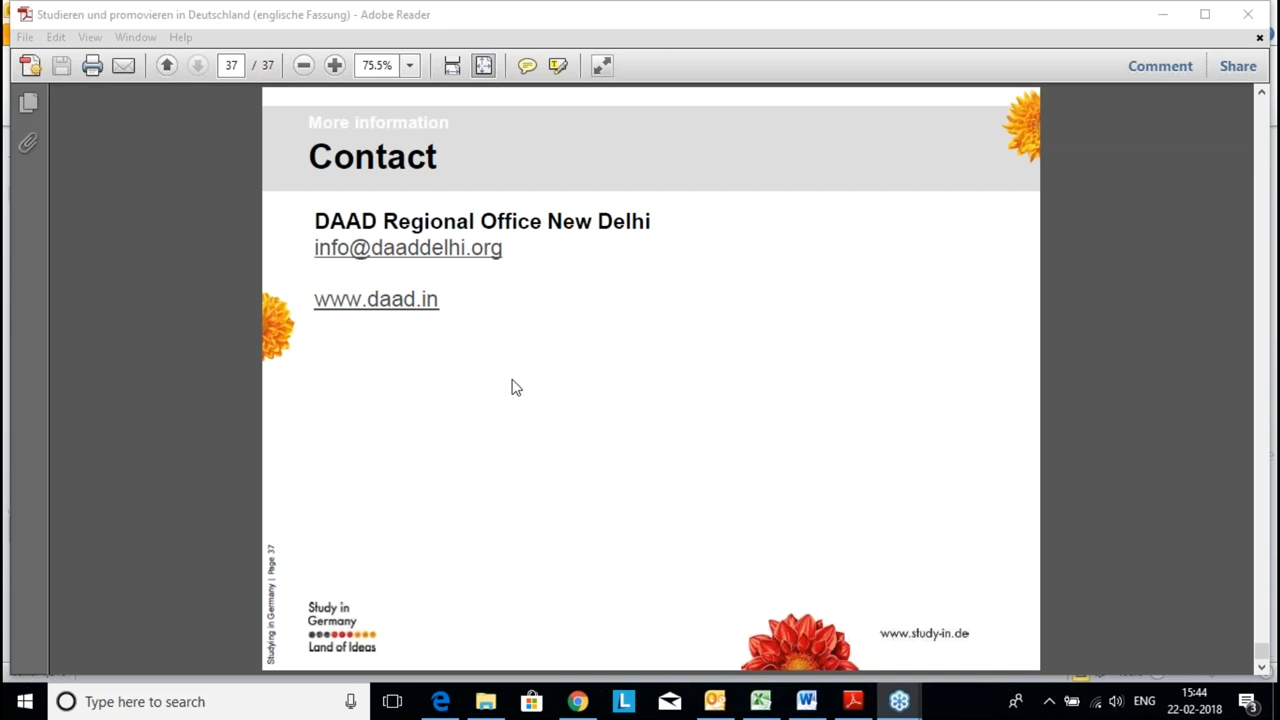 Studieren und promovieren in Deutschland (englische Fassung) - Adobe Reader
File Edit View Window Help
37 / 37 75.5% Comment Share
More information
Contact
DAAD Regional Office New Delhi
info@daaddelhi.org
www.daad.in
Studying in Germany | Page 37
Study in
Germany
Land of Ideas
www.study-in.de
Type here to search
ENG
15:44
22-02-2018
3